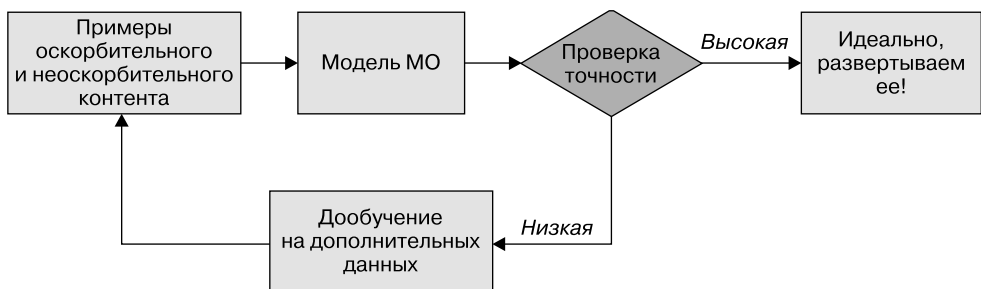 Примеры
оскорбительного
и неоскорбительного
контента
Модель МО
Проверка
точности
Высокая
Идеально,
развертываем
ее!
Дообучение
на дополнительных
данных
Низкая